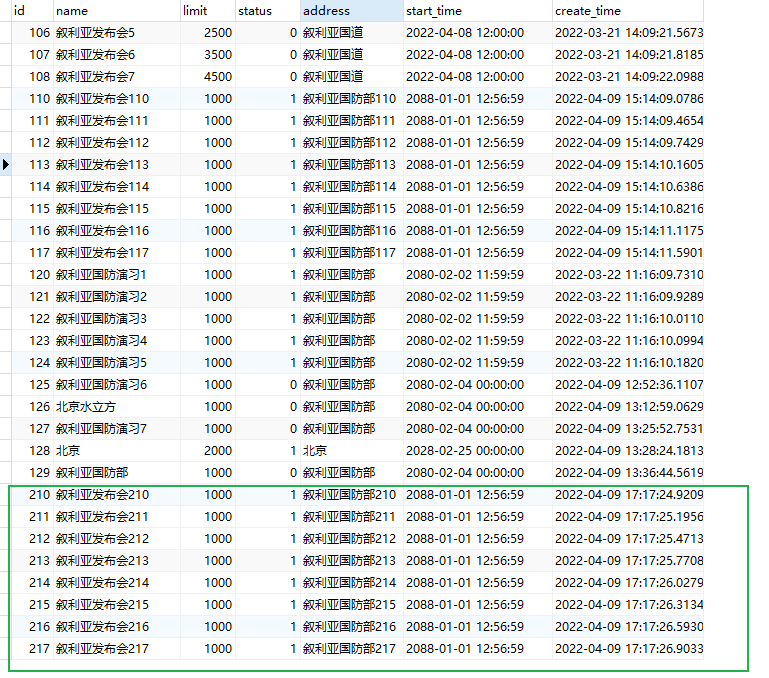 id name limit status address start_time create_time
106 叙利亚发布会5 2500 0 叙利亚国道 2022-04-08 12:00:00 2022-03-21 14:09:21.5673
107 叙利亚发布会6 3500 0 叙利亚国道 2022-04-08 12:00:00 2022-03-21 14:09:21.8185
108 叙利亚发布会7 4500 0 叙利亚国道 2022-04-08 12:00:00 2022-03-21 14:09:22.0988
110 叙利亚发布会110 1000 1 叙利亚国防部110 2088-01-01 12:56:59 2022-04-09 15:14:09.0786
111 叙利亚发布会111 1000 1 叙利亚国防部111 2088-01-01 12:56:59 2022-04-09 15:14:09.4654
112 叙利亚发布会112 1000 1 叙利亚国防部112 2088-01-01 12:56:59 2022-04-09 15:14:09.7429
113 叙利亚发布会113 1000 1 叙利亚国防部113 2088-01-01 12:56:59 2022-04-09 15:14:10.1605
114 叙利亚发布会114 1000 1 叙利亚国防部114 2088-01-01 12:56:59 2022-04-09 15:14:10.6386
115 叙利亚发布会115 1000 1 叙利亚国防部115 2088-01-01 12:56:59 2022-04-09 15:14:10.8216
116 叙利亚发布会116 1000 1 叙利亚国防部116 2088-01-01 12:56:59 2022-04-09 15:14:11.1175
117 叙利亚发布会117 1000 1 叙利亚国防部117 2088-01-01 12:56:59 2022-04-09 15:14:11.5901
120 叙利亚国防演习1 1000 1 叙利亚国防部 2080-02-02 11:59:59 2022-03-22 11:16:09.7310
121 叙利亚国防演习2 1000 1 叙利亚国防部 2080-02-02 11:59:59 2022-03-22 11:16:09.9289
122 叙利亚国防演习3 1000 1 叙利亚国防部 2080-02-02 11:59:59 2022-03-22 11:16:10.0110
123 叙利亚国防演习4 1000 1 叙利亚国防部 2080-02-02 11:59:59 2022-03-22 11:16:10.0994
124 叙利亚国防演习5 1000 1 叙利亚国防部 2080-02-02 11:59:59 2022-03-22 11:16:10.1820
125 叙利亚国防演习6 1000 0 叙利亚国防部 2080-02-04 00:00:00 2022-04-09 12:52:36.1107
126 北京水立方 1000 0 叙利亚国防部 2080-02-04 00:00:00 2022-04-09 13:12:59.0629
127 叙利亚国防演习7 1000 0 叙利亚国防部 2080-02-04 00:00:00 2022-04-09 13:25:52.7531
128 北京 2000 1 北京 2028-02-25 00:00:00 2022-04-09 13:28:24.1813
129 叙利亚国防部 1000 0 叙利亚国防部 2080-02-04 00:00:00 2022-04-09 13:36:44.5619
210 叙利亚发布会210 1000 1 叙利亚国防部210 2088-01-01 12:56:59 2022-04-09 17:17:24.9209
211 叙利亚发布会211 1000 1 叙利亚国防部211 2088-01-01 12:56:59 2022-04-09 17:17:25.1956
212 叙利亚发布会212 1000 1 叙利亚国防部212 2088-01-01 12:56:59 2022-04-09 17:17:25.4713
213 叙利亚发布会213 1000 1 叙利亚国防部213 2088-01-01 12:56:59 2022-04-09 17:17:25.7708
214 叙利亚发布会214 1000 1 叙利亚国防部214 2088-01-01 12:56:59 2022-04-09 17:17:26.0279
215 叙利亚发布会215 1000 1 叙利亚国防部215 2088-01-01 12:56:59 2022-04-09 17:17:26.3134
216 叙利亚发布会216 1000 1 叙利亚国防部216 2088-01-01 12:56:59 2022-04-09 17:17:26.5930
217 叙利亚发布会217 1000 1 叙利亚国防部217 2088-01-01 12:56:59 2022-04-09 17:17:26.9033